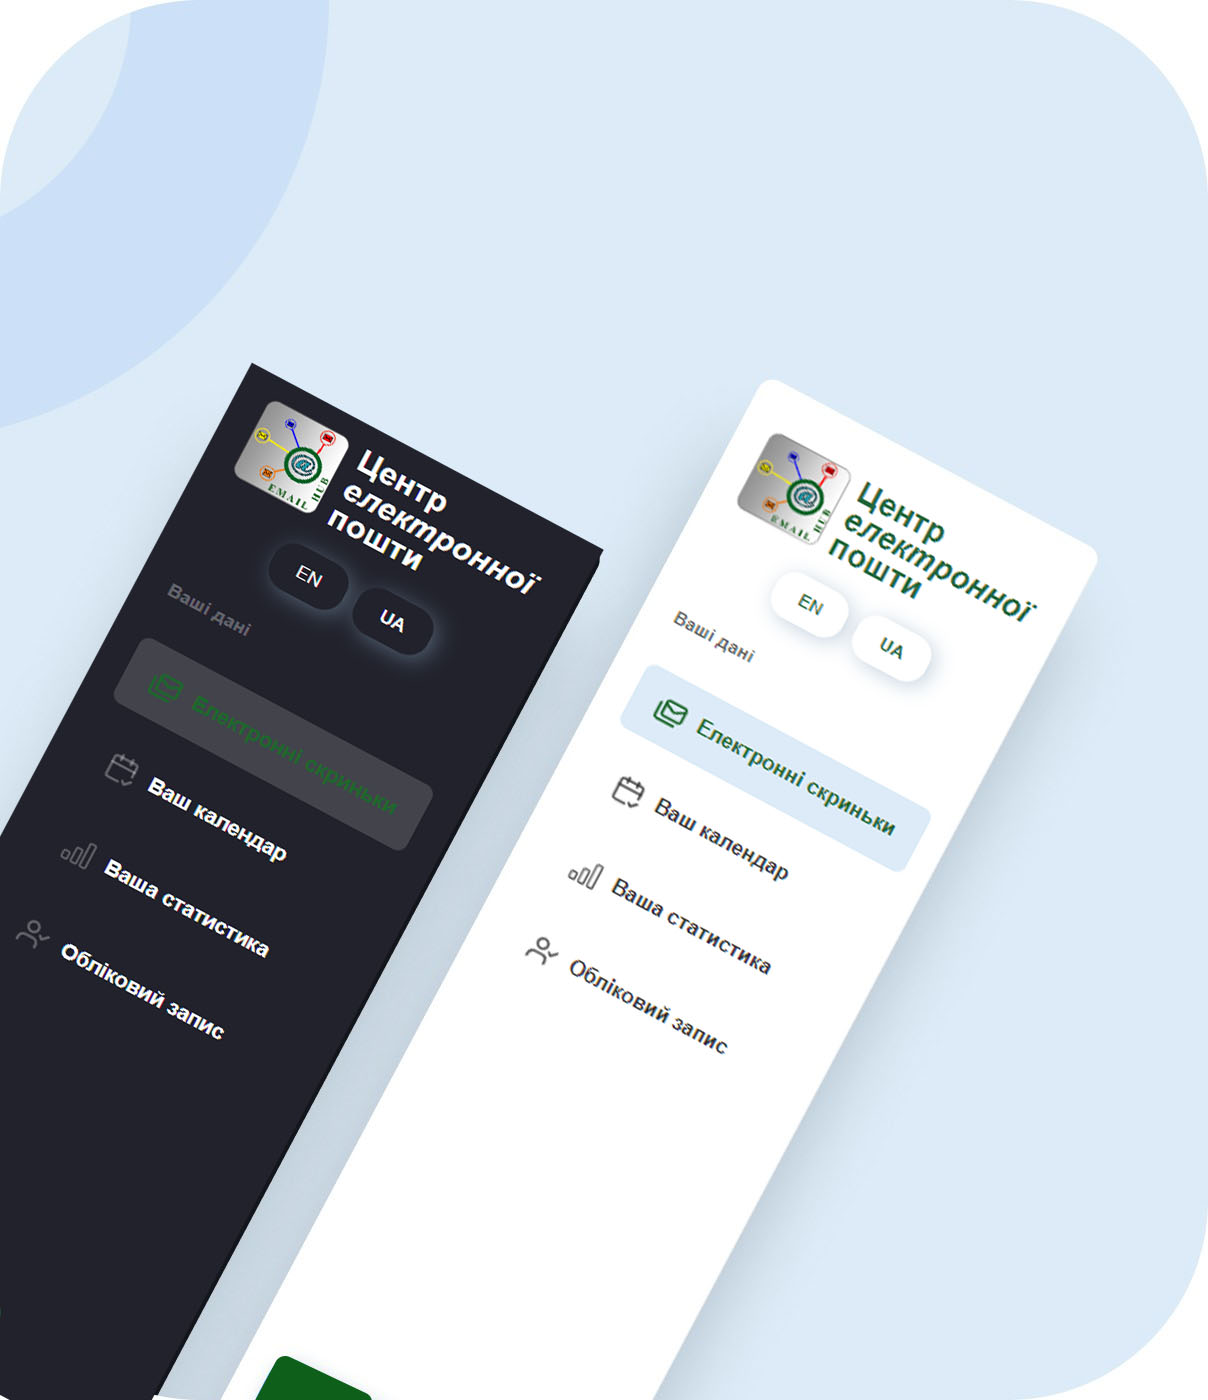 EMAIL HUB
Центр
електронної
пошти
EN
UA
Ваші дані
Електронні скриньки
Ваш календар
Ваша статистика
Обліковий запис
EMAIL HUB
Центр
електронної
пошти
EN
UA
Ваші дані
Електронні скриньки
Ваш календар
Ваша статистика
Обліковий запис